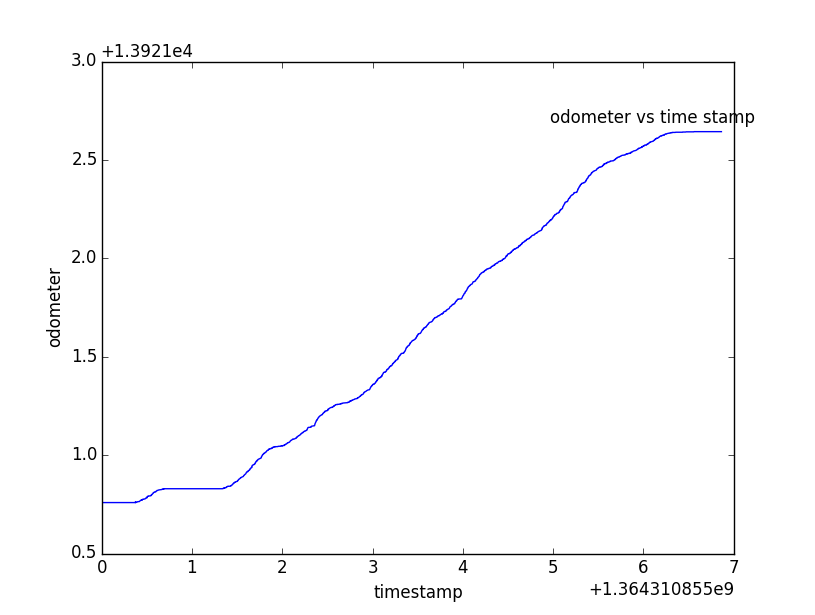 +1.3921e4
3.0
odometer vs time stamp
2.5
2.0
odometer
1.5
1.0
0.5
0 1 2 3 4 5 6 7
timestamp
+1.364310855e9